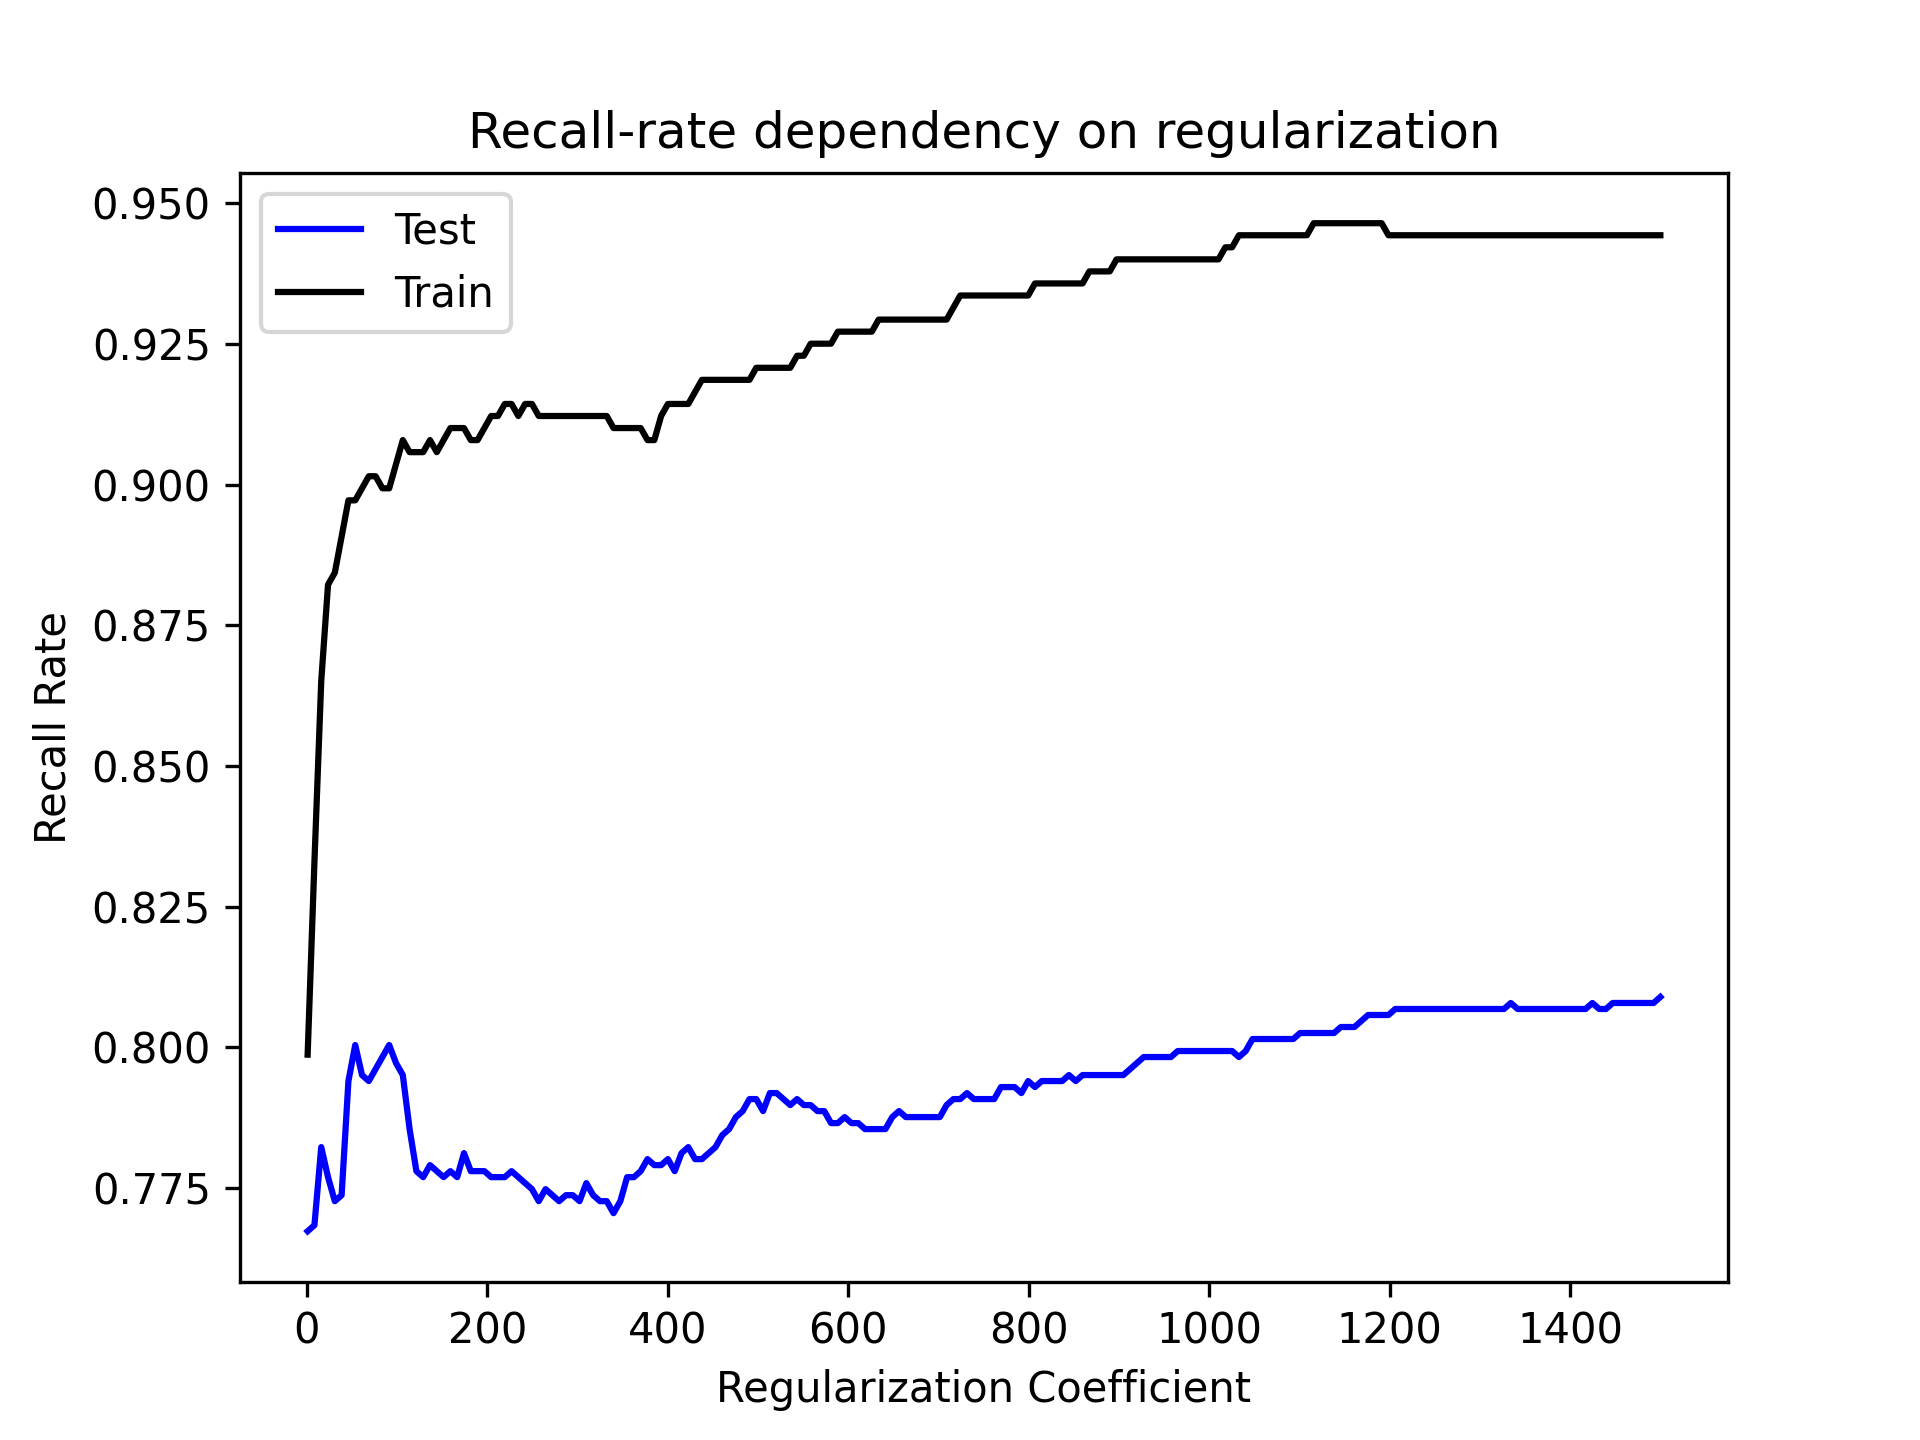 Recall-rate dependency on regularization
0.950
0.925
0.900
0.875
0.850
0.825
0.800
0.775
Recall Rate
Test
Train
0 200 400 600 800 1000 1200 1400
Regularization Coefficient